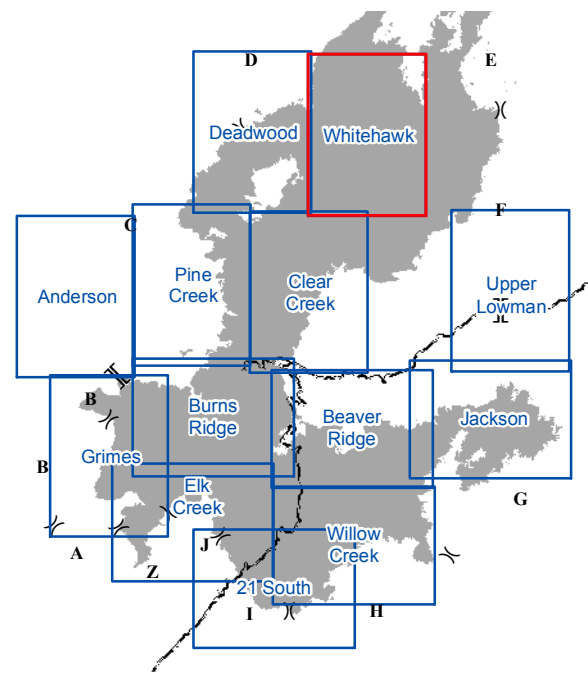 D
E
Deadwood
Whitehawk
C
F
Pine
Creek
Clear
Creek
Anderson
Upper
Lowman
B
Burns
Ridge
Beaver
Ridge
Jackson
B
Grimes
Elk
Creek
G
A
Z
J
Willow
Creek
21 South
I
H